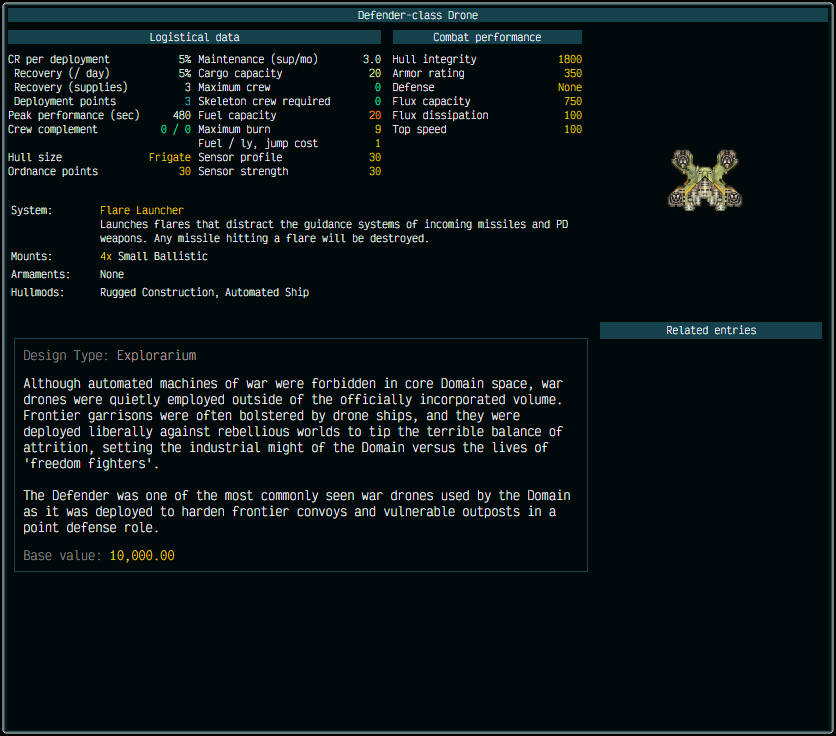 Defender-class Drone
Logistical data
Combat performance
CR per deployment 5% Maintenance (sup/mo) 3.0 Hull integrity 1800
Recovery (/ day) 5% Cargo capacity 20 Armor rating 350
Recovery (supplies) 3 Maximum crew 0 Defense None
Deployment points 3 Skeleton crew required 0 Flux capacity 750
Peak performance (sec) 480 Fuel capacity 20 Flux dissipation 100
Crew complement 0 / 0 Maximum burn 9 Top speed 100
Fuel / ly, jump cost 1
Hull size Frigate Sensor profile 30
Ordnance points 30 Sensor strength 30
System: Flare Launcher
Launches flares that distract the guidance systems of incoming missiles and PD
weapons. Any missile hitting a flare will be destroyed.
Mounts: 4x Small Ballistic
Armaments: None
Hullmods: Rugged Construction, Automated Ship
Related entries
Design Type: Explorarium
Although automated machines of war were forbidden in core Domain space, war
drones were quietly employed outside of the officially incorporated volume.
Frontier garrisons were often bolstered by drone ships, and they were
deployed liberally against rebellious worlds to tip the terrible balance of
attrition, setting the industrial might of the Domain versus the lives of
'freedom fighters'.
The Defender was one of the most commonly seen war drones used by the Domain
as it was deployed to harden frontier convoys and vulnerable outposts in a
point defense role.
Base value: 10,000.00